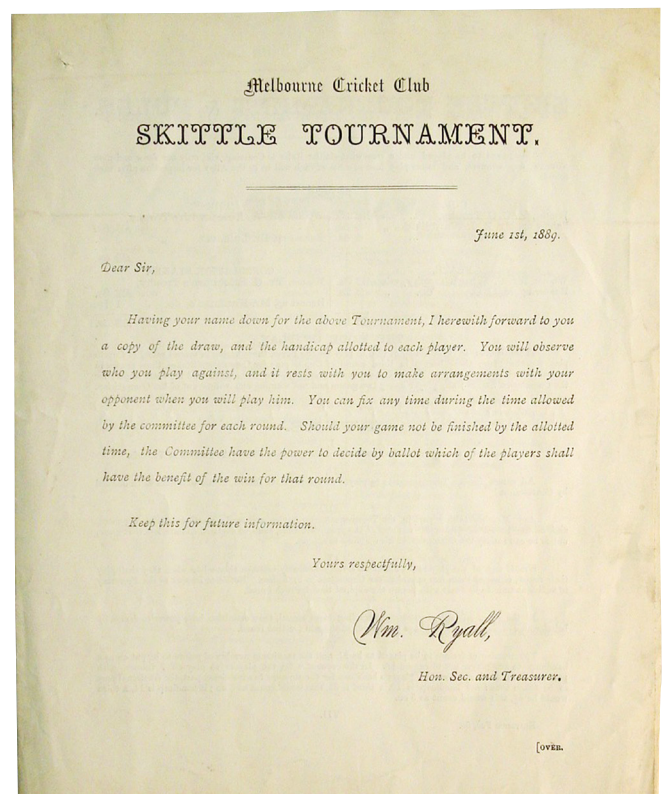 Melbourne Cricket Club
SKITTLE TOURNAMENT.
June 1st, 1889.
Dear Sir,
Having your name down for the above Tournament, I herewith forward to you
a copy of the draw, and the handicap allotted to each player. You will observe
who you play against, and it rests with you to make arrangements with your
opponent when you will play him. You can fix any time during the time allowed
by the committee for each round. Should your game not be finished by the allotted
time, the Committee have the power to decide by ballot which of the players shall
have the benefit of the win for that round.
Keep this for future information.
Yours respectfully,
Wm. Ryall,
Hon. Sec. and Treasurer.
[OVER.